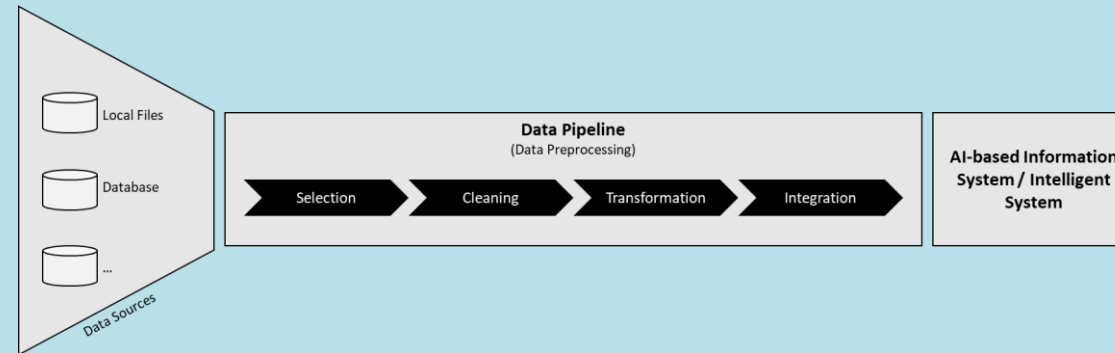 Local Files
Database
...
Data Sources
Data Pipeline
(Data Preprocessing)
Selection
Cleaning
Transformation
Integration
AI-based Information
System / Intelligent
System